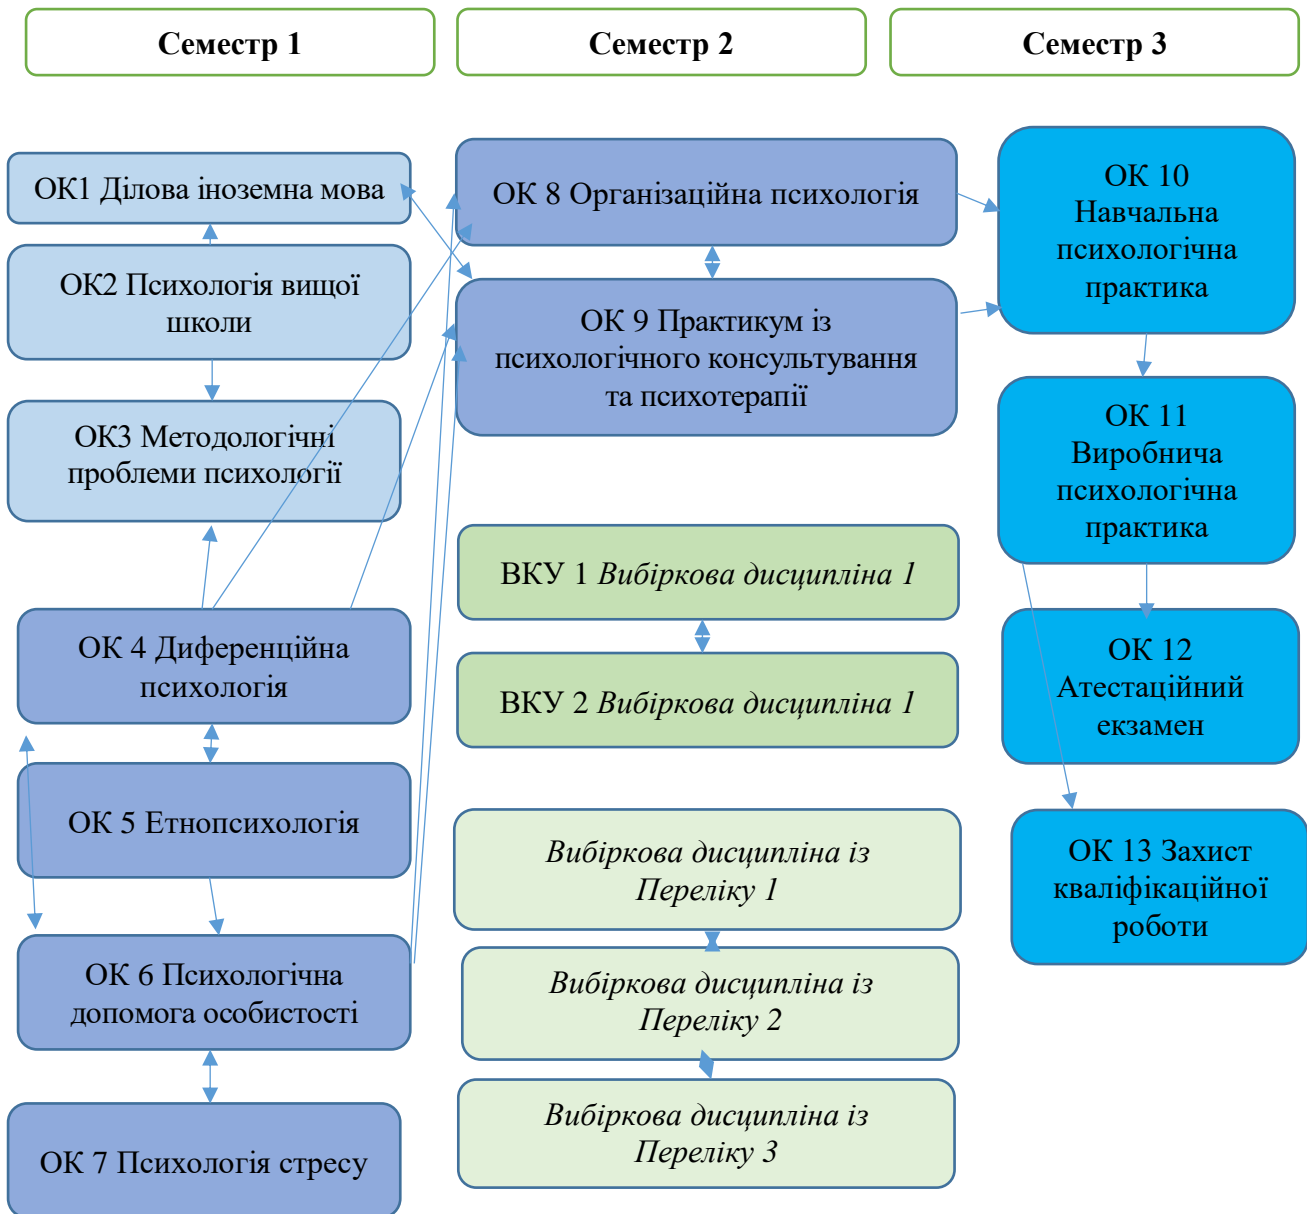 Семестр 1
Семестр 2
Семестр 3
ОК1 Ділова іноземна мова
ОК2 Психологія вищої
школи
ОК3 Методологічні
проблеми психології
ОК 4 Диференційна
психологія
ОК 5 Етнопсихологія
ОК 6 Психологічна
допомога особистості
ОК 7 Психологія стресу
ОК 8 Організаційна психологія
ОК 9 Практикум із
психологічного консультування
та психотерапії
ВКУ 1 Вибіркова дисципліна 1
ВКУ 2 Вибіркова дисципліна 1
Вибіркова дисципліна із
Переліку 1
Вибіркова дисципліна із
Переліку 2
Вибіркова дисципліна із
Переліку 3
ОК 10
Навчальна
психологічна
практика
ОК 11
Виробнича
психологічна
практика
ОК 12
Атестаційний
екзамен
ОК 13 Захист
кваліфікаційної
роботи